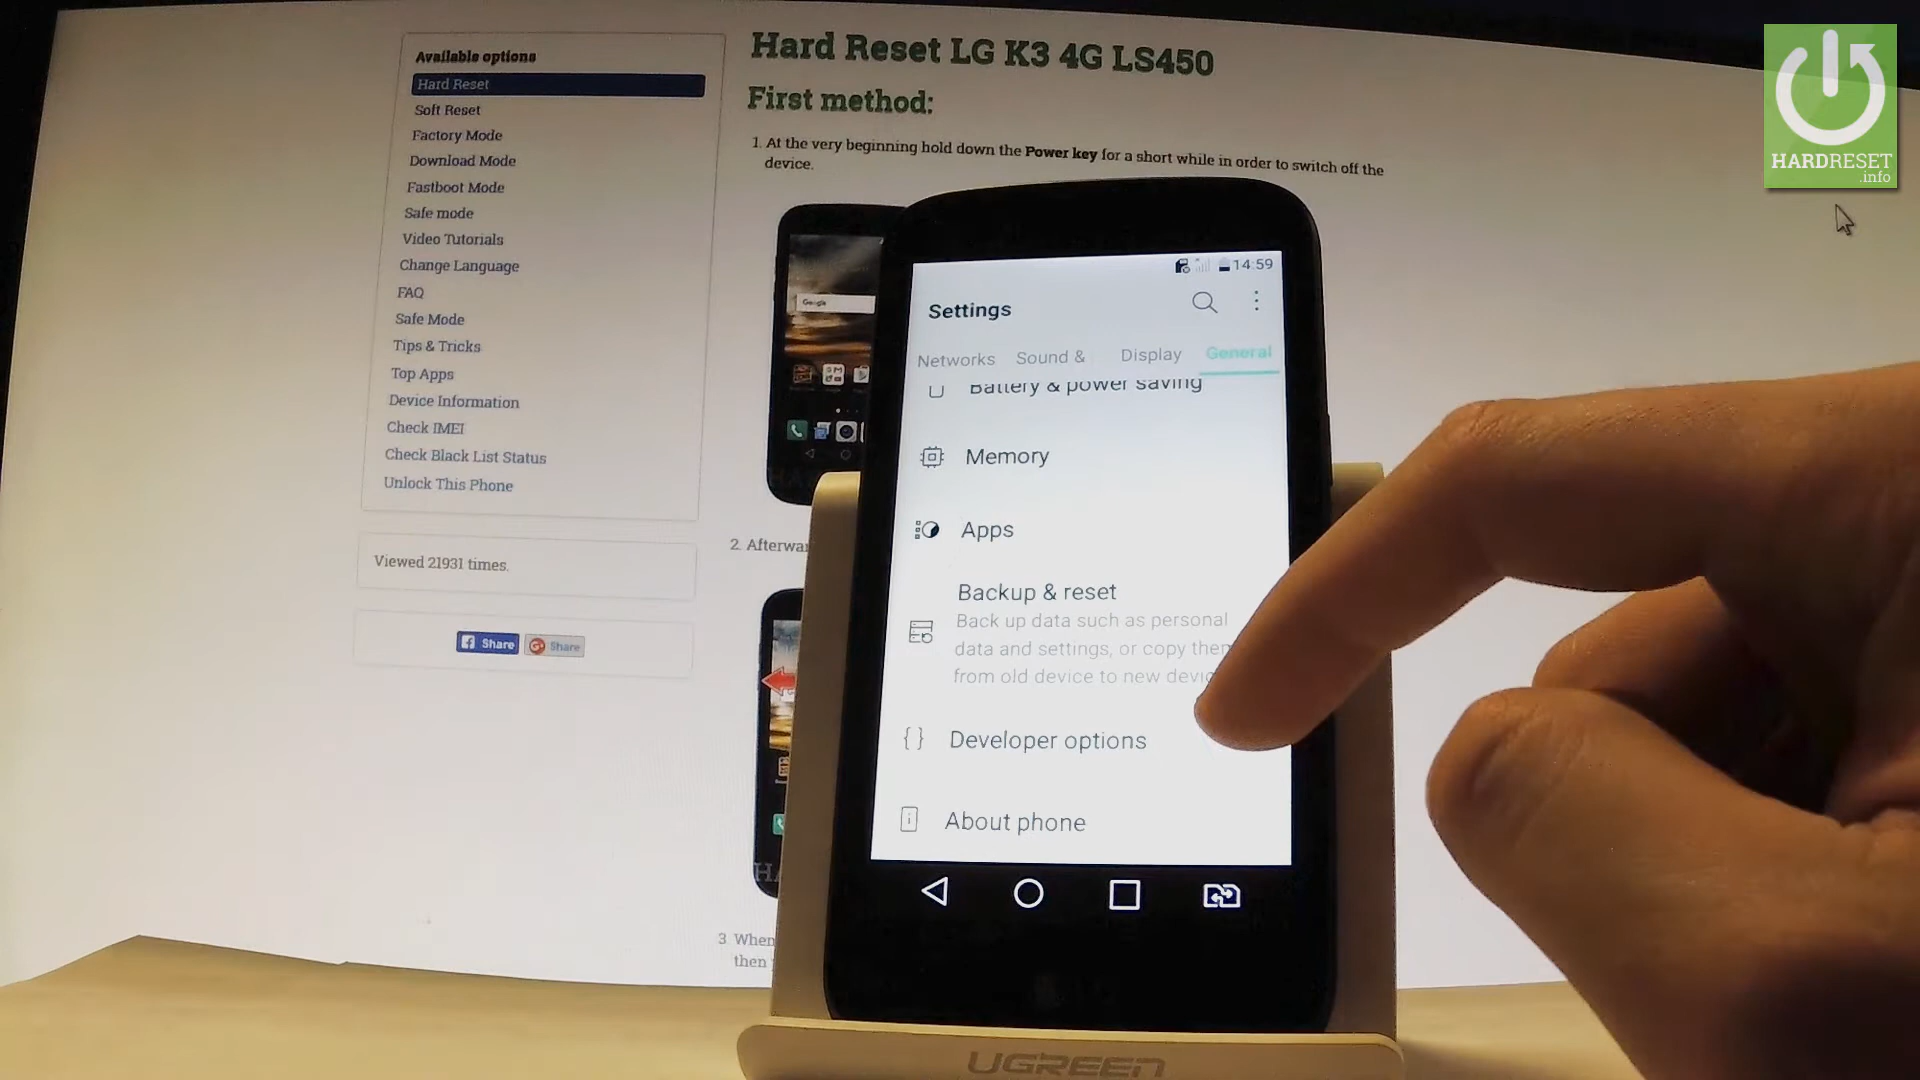 Available options
Hard Reset
Soft Reset
Factory Mode
Download Mode
Fastboot Mode
Safe mode
Video Tutorials
Change Language
FAQ
Safe Mode
Tips & Tricks
Top Apps
Device Information
Check IMEI
Check Black List Status
Unlock This Phone
Viewed 21931 times.
Share
Share
Hard Reset LG K3 4G LS450
First method:
1. At the very beginning hold down the Power key for a short while in order to switch off the
device.
Google
2. Afterwar
3. When
then
14:59
Settings
Networks Sound & Display General
Battery & power saving
Memory
Apps
Backup & reset
Back up data such as personal
data and settings, or copy them
from old device to new devic
Developer options
About phone
UGREEN
HARDRESET
.info